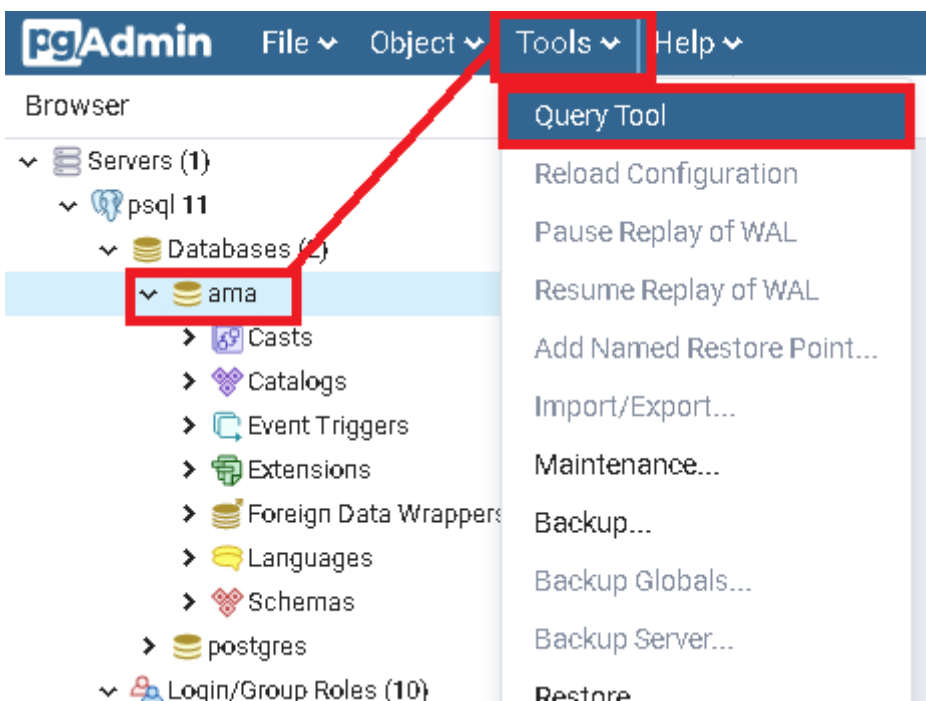 pgAdmin File Object Tools Help
Browser
Servers (1)
psql 11
Databases (2)
ama
Casts
Catalogs
Event Triggers
Extensions
Foreign Data Wrappers
Languages
Schemas
postgres
Login/Group Roles (10)
Query Tool
Reload Configuration
Pause Replay of WAL
Resume Replay of WAL
Add Named Restore Point...
Import/Export...
Maintenance...
Backup...
Backup Globals...
Backup Server...
Restore